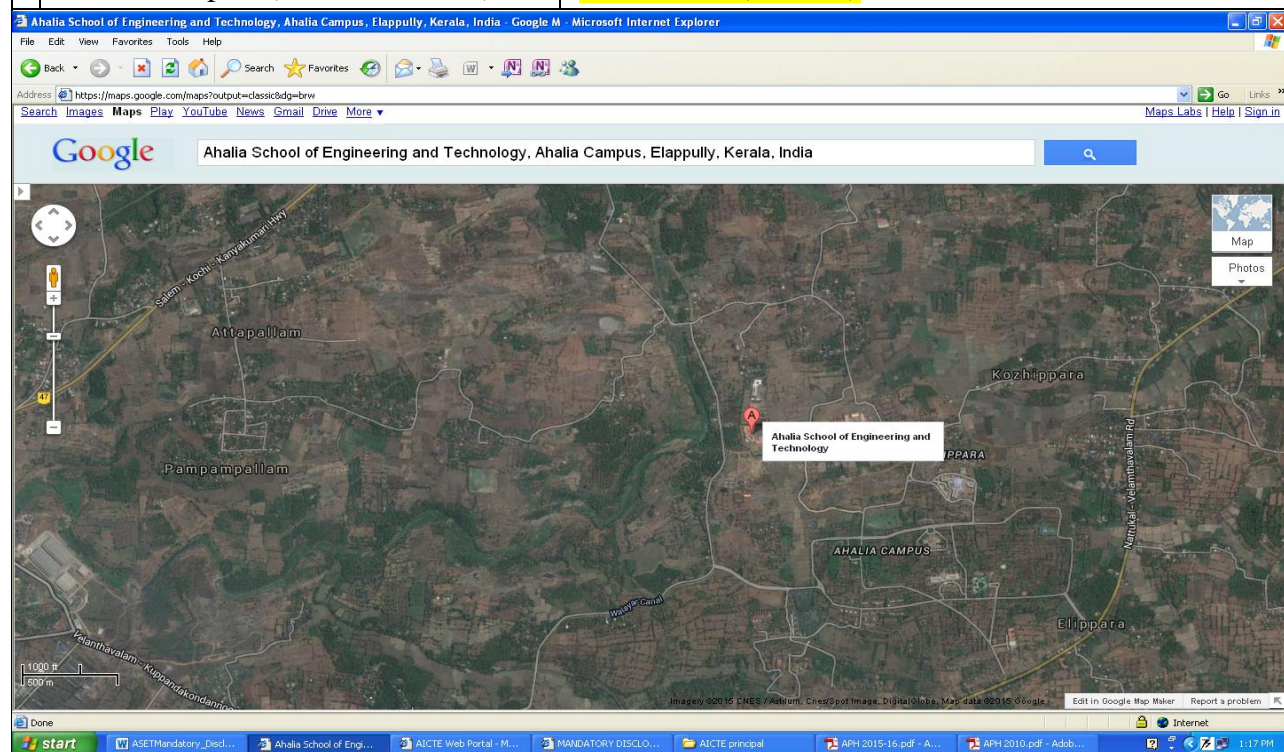 Ahalia School of Engineering and Technology, Ahalia Campus, Elappully, Kerala, India - Google M - Microsoft Internet Explorer
File Edit View Favorites Tools Help
Back Search Favorites
Address https://maps.google.com/maps?output=classic&dg=brw Go Links »
Search Images Maps Play YouTube News Gmail Drive More ▾ Maps Labs | Help | Sign in
Google Ahalia School of Engineering and Technology, Ahalia Campus, Elappully, Kerala, India
Map
Photos
Salem - Kochi - Kanyakumari Hwy
Attapallam
Kozhippara
47
A
Ahalia School of Engineering and
Technology
IPPARA
Pampampallam
Nattukal - Velamthavalam Rd
AHALIA CAMPUS
Walayar Canal
Elippara
Velanthavalam - Kuppandakondannoor
1000 ft
500 m
Imagery ©2015 CNES / Astrium, Cnes/Spot Image, DigitalGlobe, Map data ©2015 Google
Edit in Google Map Maker Report a problem
Done Internet
start ASETMandatory_Discl... Ahalia School of Engi... AICTE Web Portal - M... MANDATORY DISCLO... AICTE principal APH 2015-16.pdf - A... APH 2010.pdf - Adob... 1:17 PM